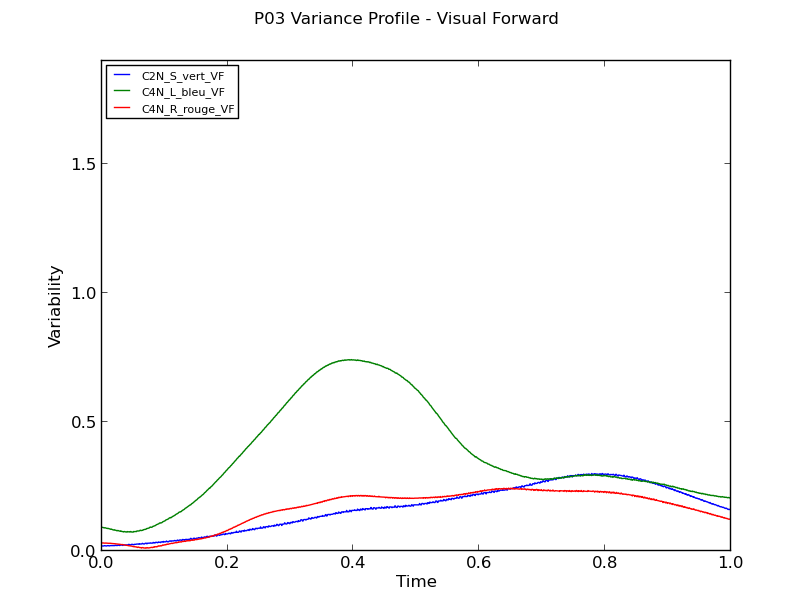 P03 Variance Profile - Visual Forward
C2N_S_vert_VF
C4N_L_bleu_VF
C4N_R_rouge_VF
1.5
1.0
0.5
0.0
Variability
0.0 0.2 0.4 0.6 0.8 1.0
Time